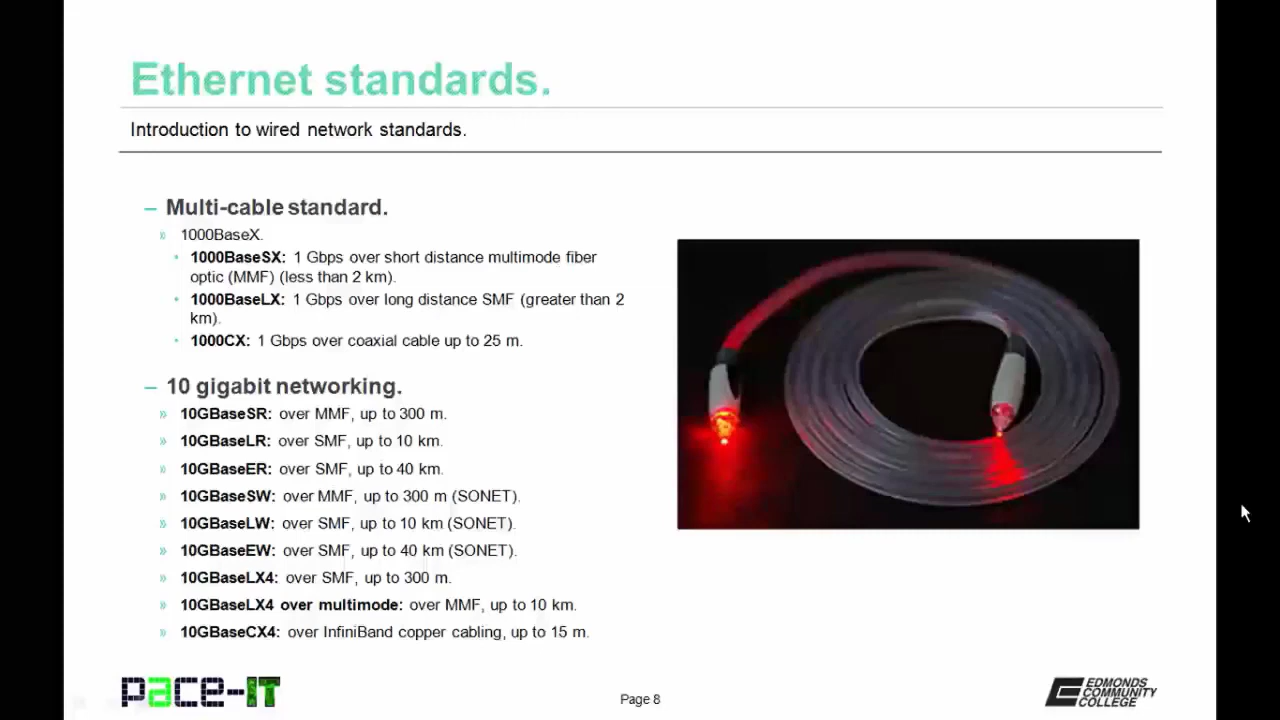 Ethernet standards.
Introduction to wired network standards.
– Multi-cable standard.
» 1000BaseX.
• 1000BaseSX: 1 Gbps over short distance multimode fiber
optic (MMF) (less than 2 km).
• 1000BaseLX: 1 Gbps over long distance SMF (greater than 2
km).
• 1000CX: 1 Gbps over coaxial cable up to 25 m.
– 10 gigabit networking.
» 10GBaseSR: over MMF, up to 300 m.
» 10GBaseLR: over SMF, up to 10 km.
» 10GBaseER: over SMF, up to 40 km.
» 10GBaseSW: over MMF, up to 300 m (SONET).
» 10GBaseLW: over SMF, up to 10 km (SONET).
» 10GBaseEW: over SMF, up to 40 km (SONET).
» 10GBaseLX4: over SMF, up to 300 m.
» 10GBaseLX4 over multimode: over MMF, up to 10 km.
» 10GBaseCX4: over InfiniBand copper cabling, up to 15 m.
pace-IT
Page 8
EDMONDS
COMMUNITY
COLLEGE